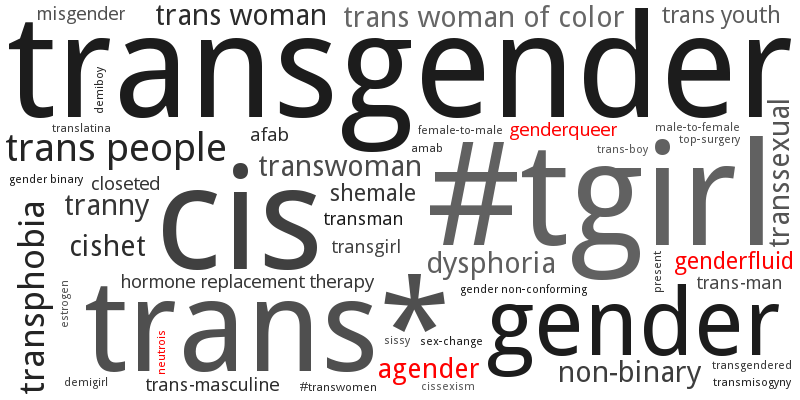 misgender
trans woman
trans woman of color
trans youth
transgender
demiboy
translatina
trans people
afab
female-to-male
genderqueer
male-to-female
top-surgery
amab
trans-boy
transsexual
gender binary
closeted
transwoman
#tgirl
cis
shemale
tranny
transman
transphobia
cishet
transgirl
dysphoria
present
genderfluid
hormone replacement therapy
trans-man
estrogen
gender non-conforming
trans*
gender
neutrois
sissy
sex-change
agender
non-binary
transgendered
demigirl
trans-masculine
#transwomen
cissexism
transmisogyny